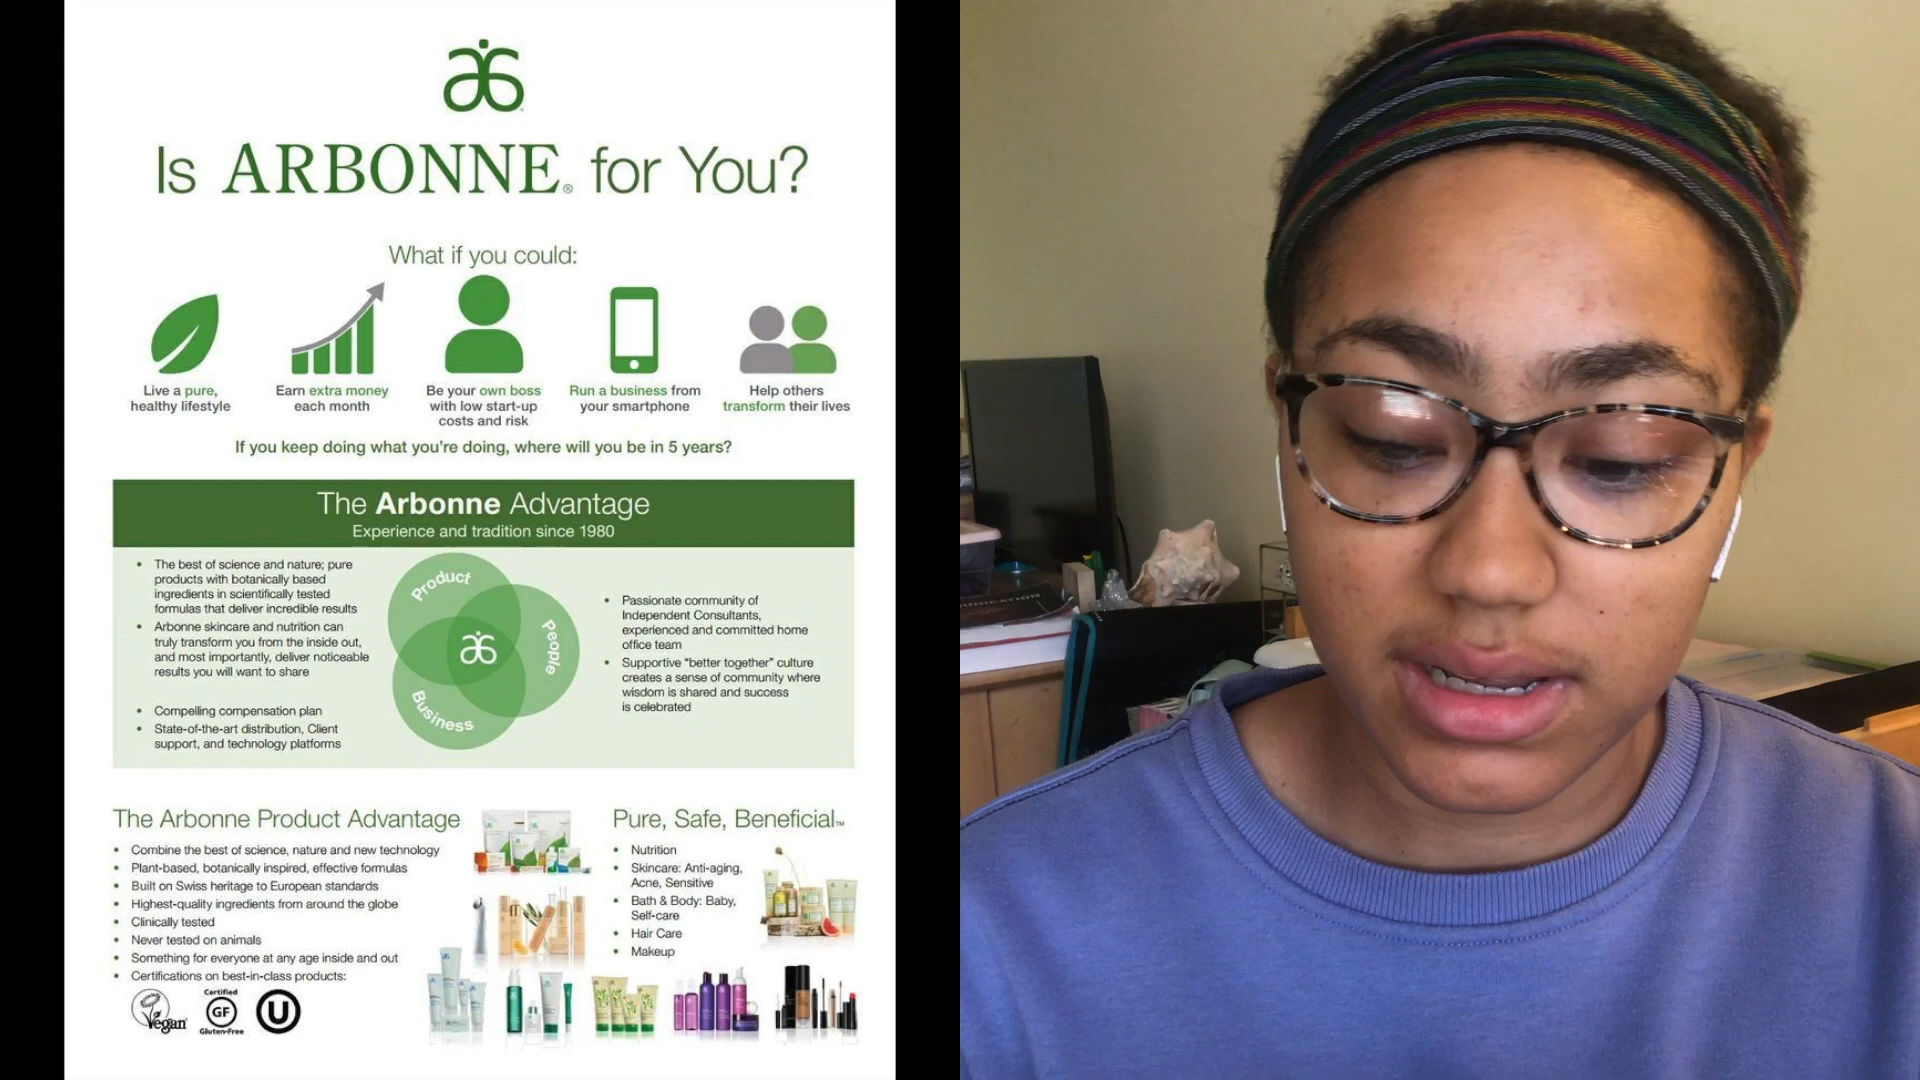 Is ARBONNE® for You?
What if you could:
Live a pure,
healthy lifestyle
Earn extra money
each month
Be your own boss
with low start-up
costs and risk
Run a business from
your smartphone
Help others
transform their lives
If you keep doing what you're doing, where will you be in 5 years?
The Arbonne Advantage
Experience and tradition since 1980
• The best of science and nature; pure
products with botanically based
ingredients in scientifically tested
formulas that deliver incredible results
• Arbonne skincare and nutrition can
truly transform you from the inside out,
and most importantly, deliver noticeable
results you will want to share
• Compelling compensation plan
• State-of-the-art distribution, Client
support, and technology platforms
Product
People
Business
• Passionate community of
Independent Consultants,
experienced and committed home
office team
• Supportive “better together” culture
creates a sense of community where
wisdom is shared and success
is celebrated
The Arbonne Product Advantage
• Combine the best of science, nature and new technology
• Plant-based, botanically inspired, effective formulas
• Built on Swiss heritage to European standards
• Highest-quality ingredients from around the globe
• Clinically tested
• Never tested on animals
• Something for everyone at any age inside and out
• Certifications on best-in-class products:
Vegan
Certified
GF
Gluten-Free
U
Pure, Safe, Beneficial™
• Nutrition
• Skincare: Anti-aging,
Acne, Sensitive
• Bath & Body: Baby,
Self-care
• Hair Care
• Makeup